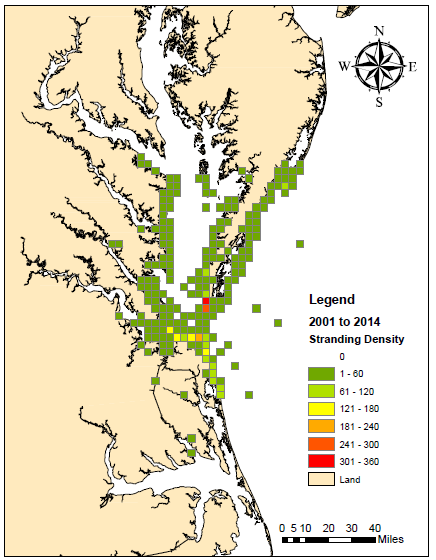 N
W E
S
Legend
2001 to 2014
Stranding Density
0
1 - 60
61 - 120
121 - 180
181 - 240
241 - 300
301 - 360
Land
0 5 10 20 30 40
Miles